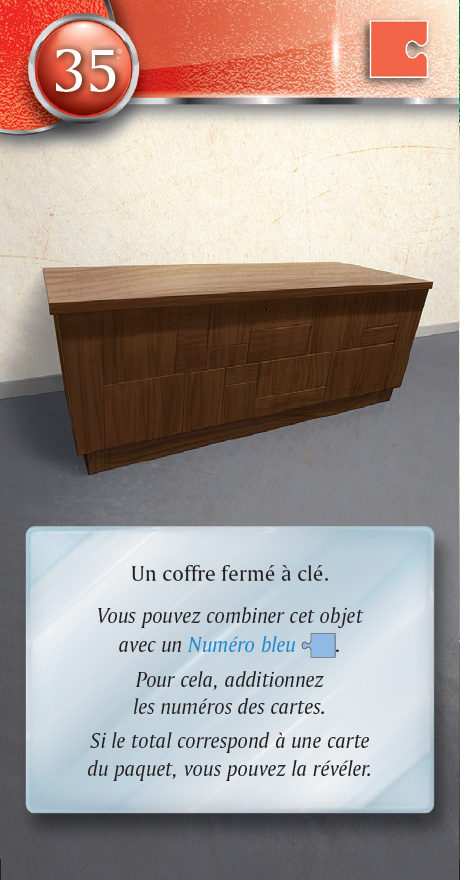 35
Un coffre fermé à clé.
Vous pouvez combiner cet objet
avec un Numéro bleu .
Pour cela, additionnez
les numéros des cartes.
Si le total correspond à une carte
du paquet, vous pouvez la révéler.